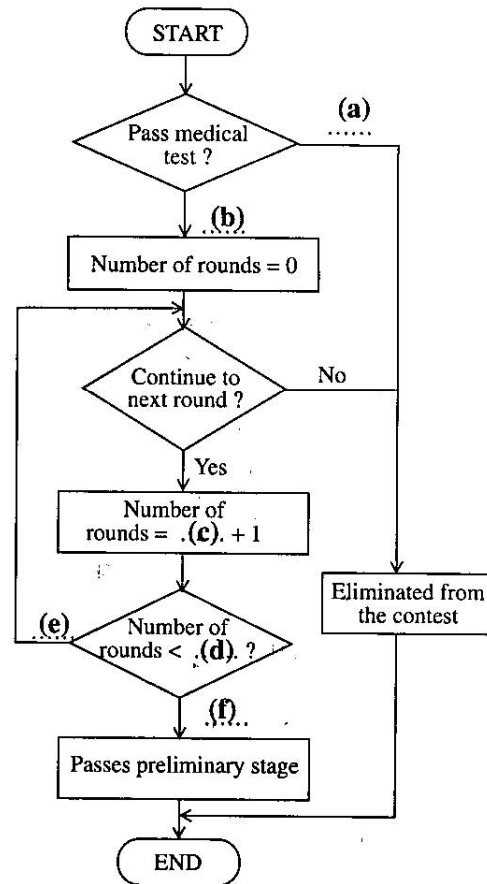 START
(a)
Pass medical
test ?
(b)
Number of rounds = 0
Continue to
next round ?
No
Yes
Number of
rounds = .(c). + 1
Eliminated from
the contest
(e)
Number of
rounds < .(d). ?
(f)
Passes preliminary stage
END